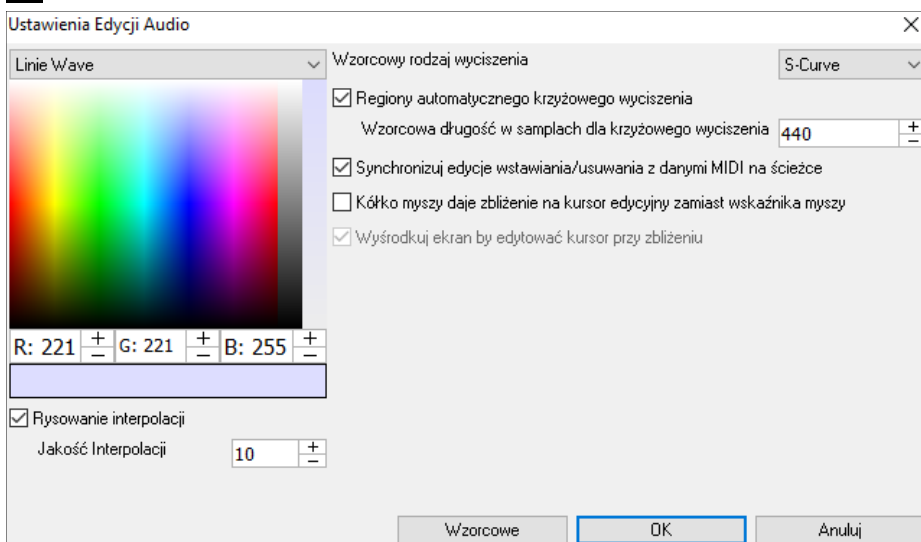 Ustawienia Edycji Audio
Linie Wave
Wzorcowy rodzaj wyciszenia
S-Curve
Regiony automatycznego krzyżowego wyciszenia
Wzorcowa długość w samplach dla krzyżowego wyciszenia
440
Synchronizuj edycje wstawiania/usuwania z danymi MIDI na ścieżce
Kółko myszy daje zbliżenie na kursor edycyjny zamiast wskaźnika myszy
Wyśrodkuj ekran by edytować kursor przy zbliżeniu
R: 221
G: 221
B: 255
Rysowanie interpolacji
Jakość Interpolacji
10
Wzorcowe
OK
Anuluj